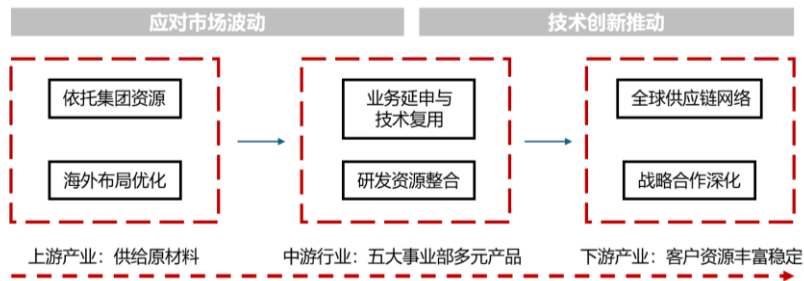 应对市场波动
技术创新推动
依托集团资源
海外布局优化
业务延申与
技术复用
研发资源整合
全球供应链网络
战略合作深化
上游产业：供给原材料
中游行业：五大事业部多元产品
下游产业：客户资源丰富稳定